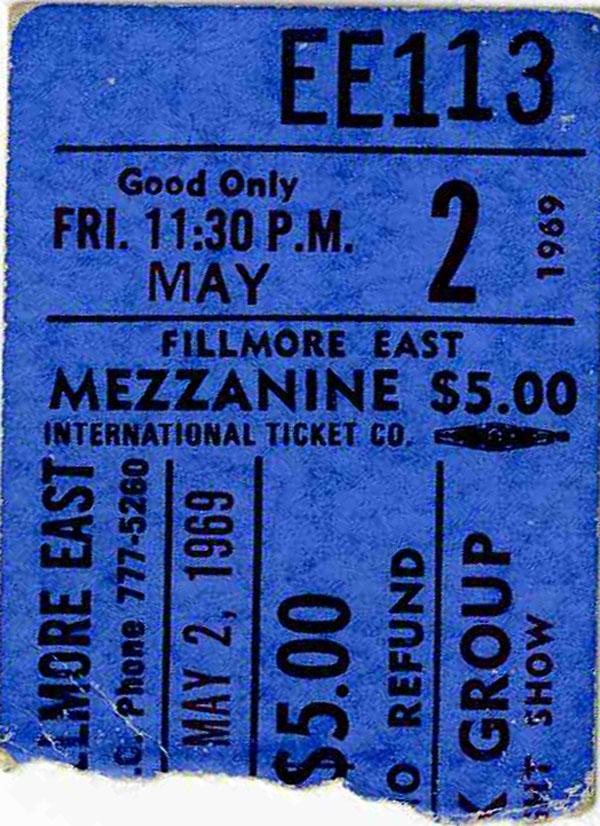 EE113
Good Only
FRI. 11:30 P.M.
MAY 2 1969
FILLMORE EAST
MEZZANINE $5.00
INTERNATIONAL TICKET CO.
LLMORE EAST
.C. Phone 777-5260
MAY 2, 1969
$5.00
O REFUND
K GROUP
HT SHOW